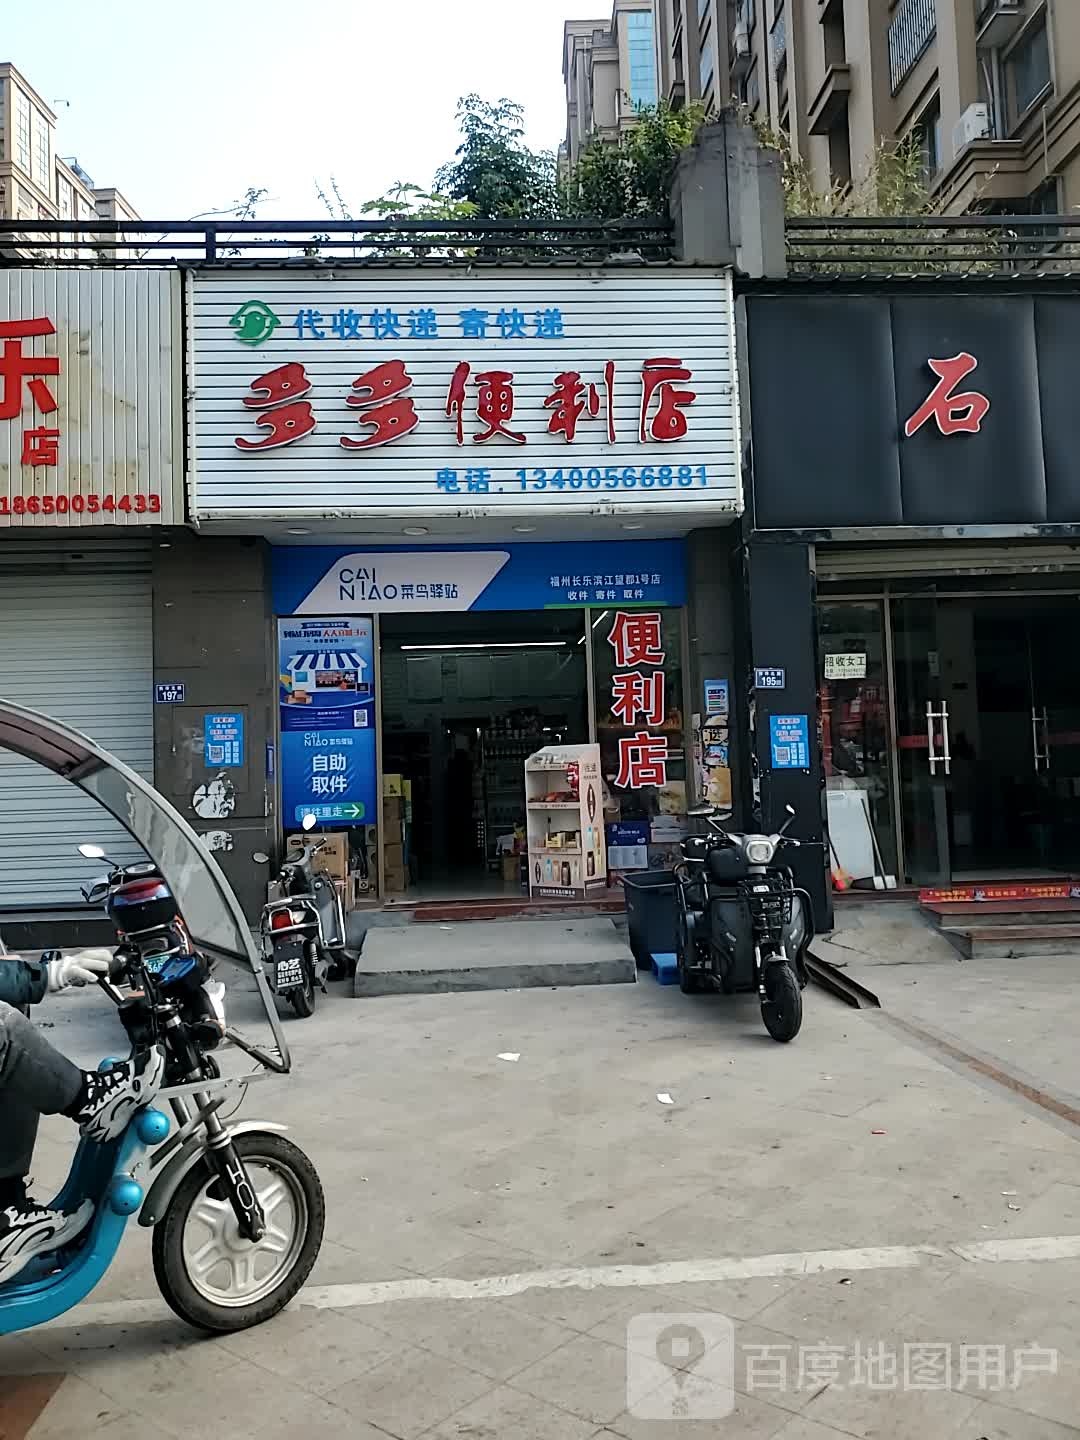 代收快递 寄快递
多多便利店
电话.13400566881
乐
店
18650054433
石
CAI
NIAO 菜鸟驿站
福州长乐滨江望郡1号店
收件 寄件 取件
便利店
CAI
NIAO 菜鸟驿站
自助
取件
请往里走
197
195
招收女工
心艺
百度地图用户